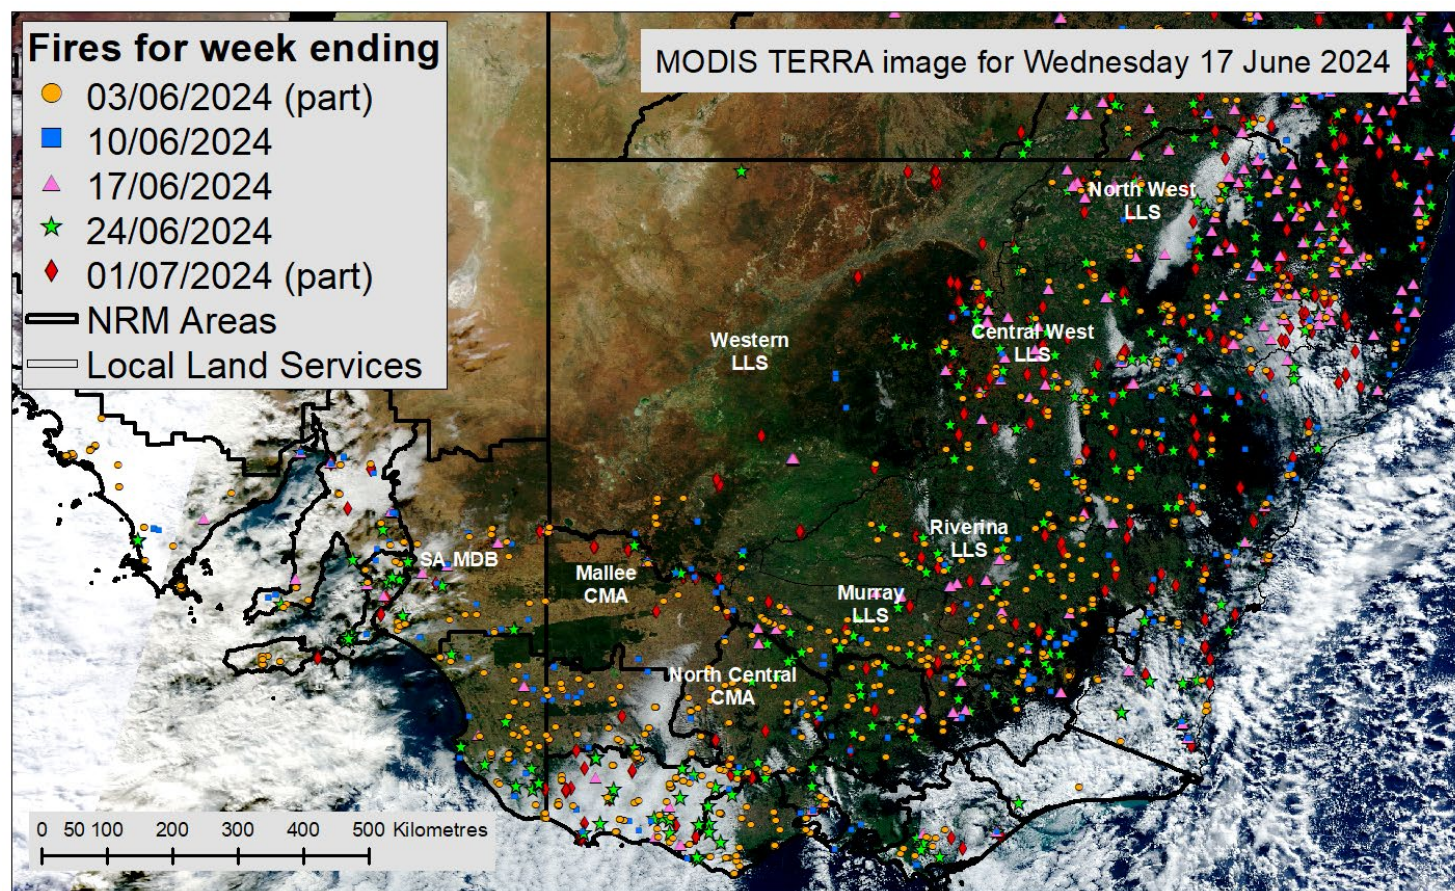 Fires for week ending
03/06/2024 (part)
10/06/2024
17/06/2024
24/06/2024
01/07/2024 (part)
NRM Areas
Local Land Services
MODIS TERRA image for Wednesday 17 June 2024
North West
LLS
Central West
LLS
Western
LLS
Riverina
LLS
SA MDB
Mallee
CMA
Murray
LLS
North Central
CMA
0 50 100 200 300 400 500 Kilometres